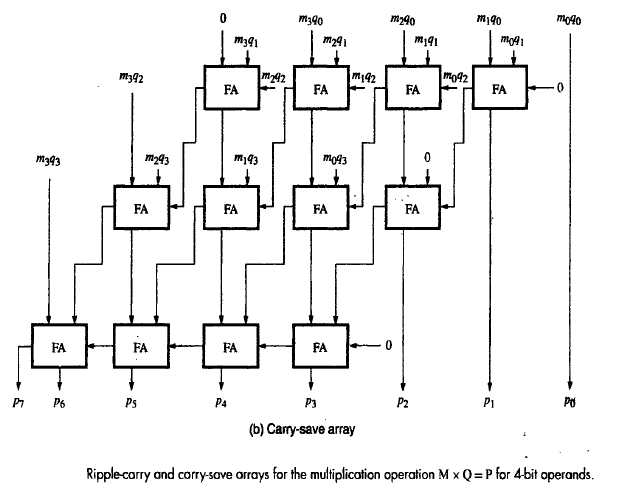 0 m₃q₀ m₂q₀ m₁q₀ m₀q₀
m₃q₁ m₂q₁ m₁q₁ m₀q₁
m₃q₂ FA m₂q₂ FA m₁q₂ FA m₀q₂ FA 0
m₃q₃ m₂q₃ m₁q₃ m₀q₃ 0
FA FA FA FA
FA FA FA FA 0
p₇ p₆ p₅ p₄ p₃ p₂ p₁ p₀
(b) Carry-save array
Ripple-carry and carry-save arrays for the multiplication operation M × Q = P for 4-bit operands.